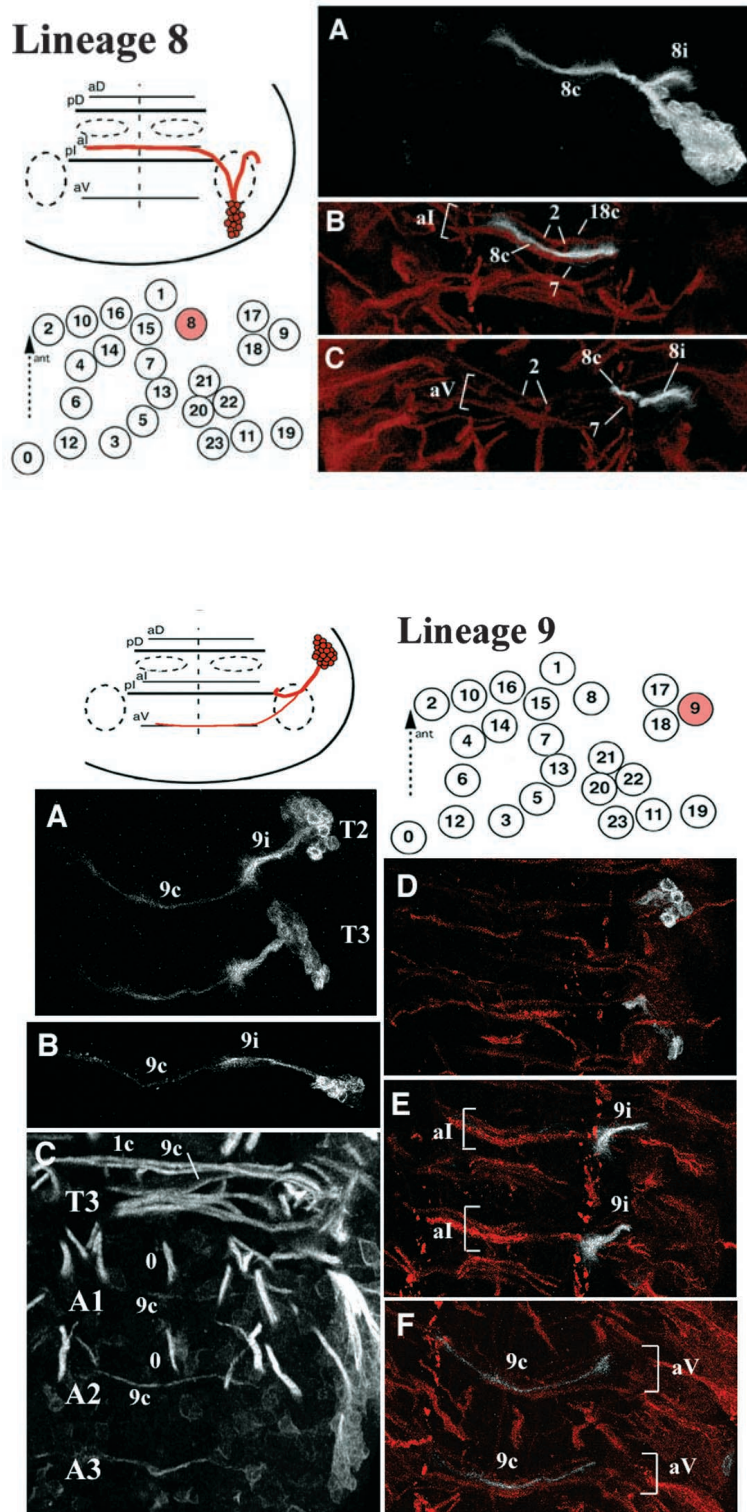 Lineage 8
aD
pD
aI
pI
aV
1
2 10 16 15 8 17 9
4 14 7 18
6 13 21 22
5 20
0 12 3 23 11 19
ant
A
8i
8c
B
aI
2 18c
8c
7
C
8c 8i
aV
2
7
Lineage 9
aD
pD
aI
pI
aV
1
2 10 16 15 8 17 9
4 14 7 18
6 13 21 22
5 20
0 12 3 23 11 19
ant
A
9i T2
9c
T3
B
9i
9c
C
1c 9c
T3
0
A1
9c
0
A2
9c
A3
D
E
aI 9i
9i
aI
F
9c
aV
9c
aV